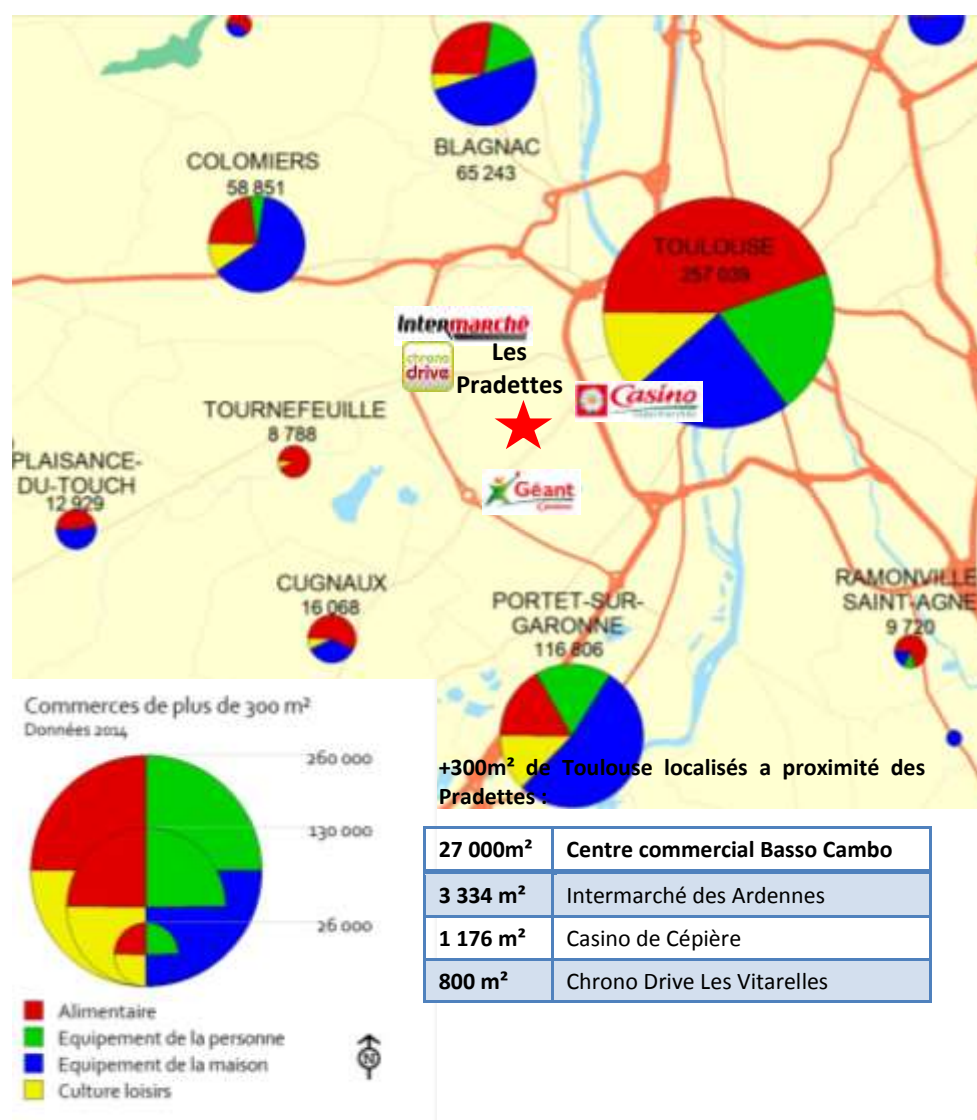 BLAGNAC
65 243
COLOMIERS
58 851
TOULOUSE
257 039
Intermarché
chrono
drive
Les
Pradettes
Casino
TOURNEFEUILLE
8 788
PLAISANCE-
DU-TOUCH
12 929
Géant
Casino
CUGNAUX
16 068
PORTET-SUR-
GARONNE
116 806
RAMONVILLE
SAINT-AGNE
9 720
Commerces de plus de 300 m²
Données 2014
260 000
130 000
26 000
Alimentaire
Equipement de la personne
Equipement de la maison
Culture loisirs
N
+300m² de Toulouse localisés a proximité des
Pradettes :
27 000m² Centre commercial Basso Cambo
3 334 m² Intermarché des Ardennes
1 176 m² Casino de Cépière
800 m² Chrono Drive Les Vitarelles